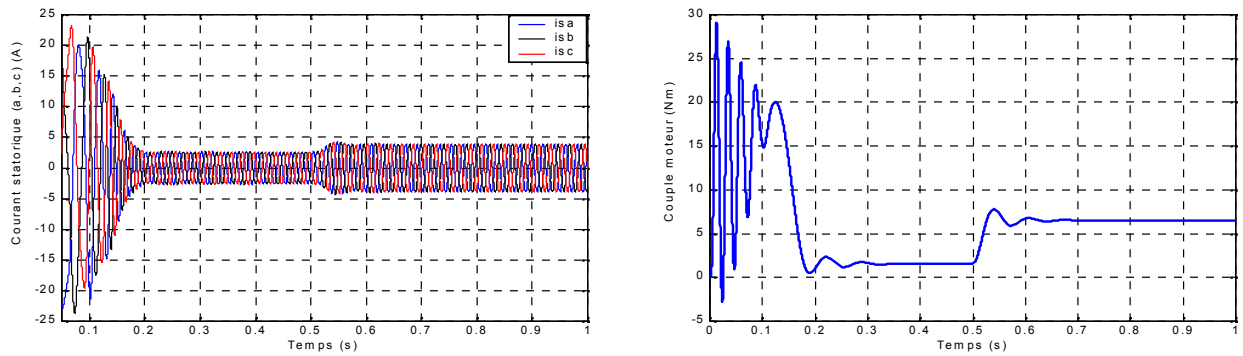 Courant statorique (a,b,c) (A)
25
20
15
10
5
0
-5
-10
-15
-20
-25
0.1 0.2 0.3 0.4 0.5 0.6 0.7 0.8 0.9 1
Temps (s)
isa
isb
isc
Couple moteur (Nm)
30
25
20
15
10
5
0
-5
0 0.1 0.2 0.3 0.4 0.5 0.6 0.7 0.8 0.9 1
Temps (s)